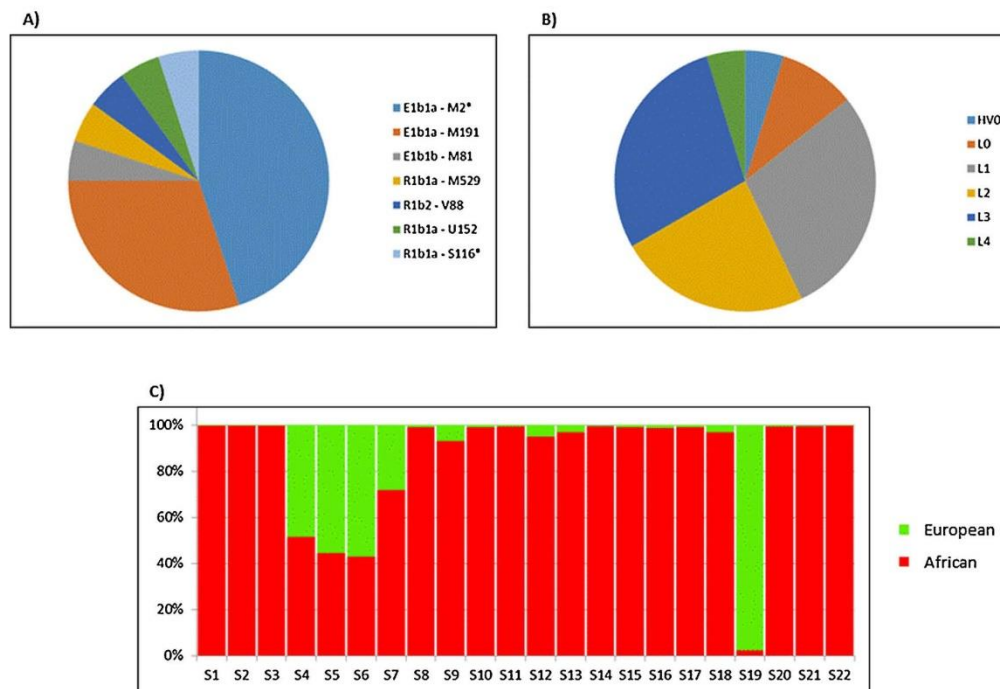 A)
E1b1a - M2*
E1b1a - M191
E1b1b - M81
R1b1a - M529
R1b2 - V88
R1b1a - U152
R1b1a - S116*
B)
HV0
L0
L1
L2
L3
L4
C)
100%
80%
60%
40%
20%
0%
S1 S2 S3 S4 S5 S6 S7 S8 S9 S10 S11 S12 S13 S14 S15 S16 S17 S18 S19 S20 S21 S22
European
African